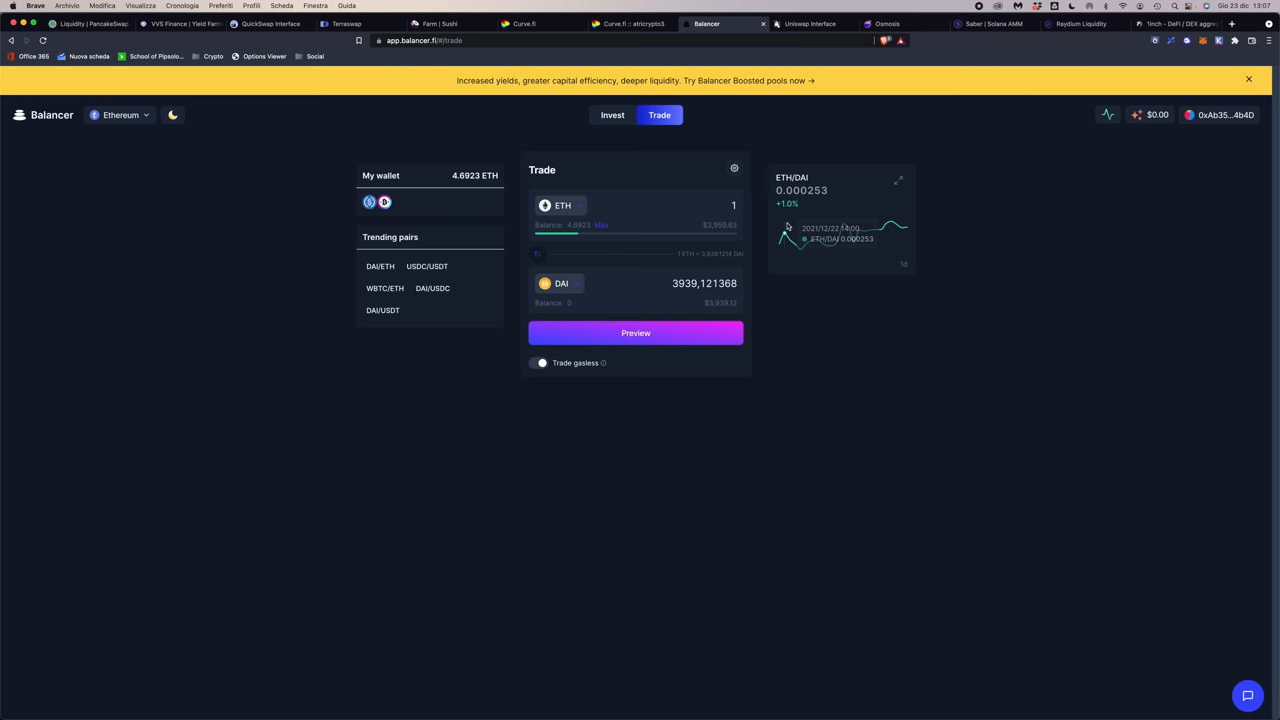 Brave Archivio Modifica Visualizza Cronologia Preferiti Profili Scheda Finestra Guida Gio 23 dic 13:07
Liquidity | PancakeSwap VVS Finance | Yield Farm QuickSwap Interface Terraswap Farm | Sushi Curve.fi Curve.fi :: atricrypto3 Balancer Uniswap Interface Osmosis Saber | Solana AMM Raydium Liquidity 1inch - DeFi / DEX aggreg
app.balancer.fi/#/trade
Office 365 Nuova scheda School of Pipsolo... Crypto Options Viewer Social
Increased yields, greater capital efficiency, deeper liquidity. Try Balancer Boosted pools now →
Balancer Ethereum Invest Trade $0.00 0xAb35...4b4D
My wallet 4.6923 ETH
Trending pairs
DAI/ETH USDC/USDT
WBTC/ETH DAI/USDC
DAI/USDT
Trade
ETH 1
Balance: 4.6923 Max $3,959.63
1 ETH = 3,939.1214 DAI
DAI 3939,121368
Balance: 0 $3,939.12
Preview
Trade gasless
ETH/DAI
0.000253
+1.0%
2021/12/22 14:00
ETH/DAI 0.000253
1d